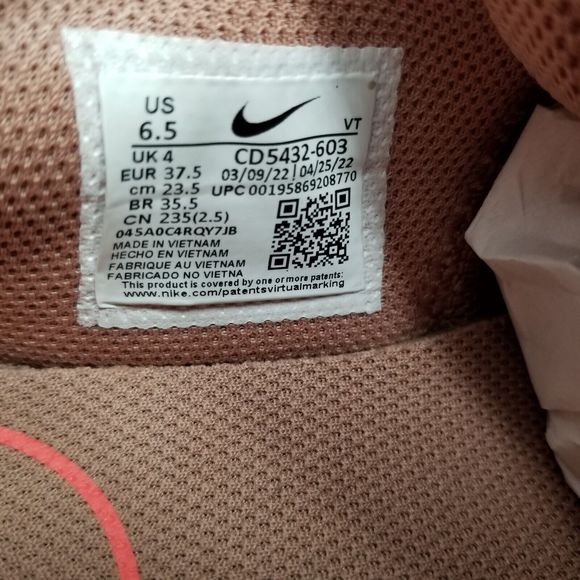 US
6.5
VT
UK 4 CD5432-603
EUR 37.5 03/09/22 | 04/25/22
cm 23.5 UPC 00195869208770
BR 35.5
CN 235(2.5)
045A0C4RQY7JB
MADE IN VIETNAM
HECHO EN VIETNAM
FABRIQUE AU VIETNAM
FABRICADO NO VIETNA
This product is covered by one or more patents:
www.nike.com/patentsvirtualmarking